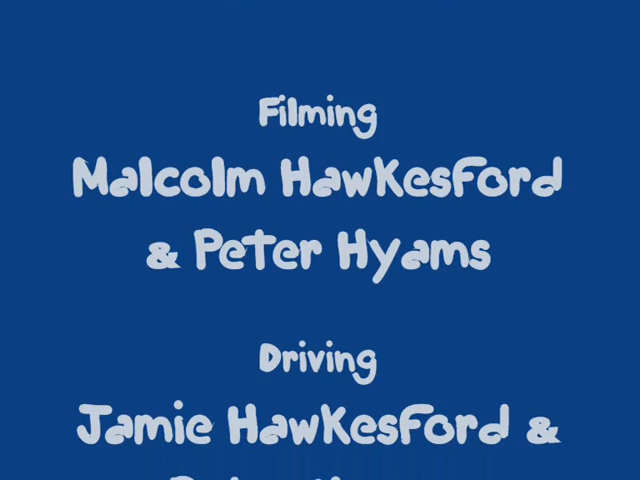 Filming
Malcolm Hawkesford
& Peter Hyams
Driving
Jamie Hawkesford &